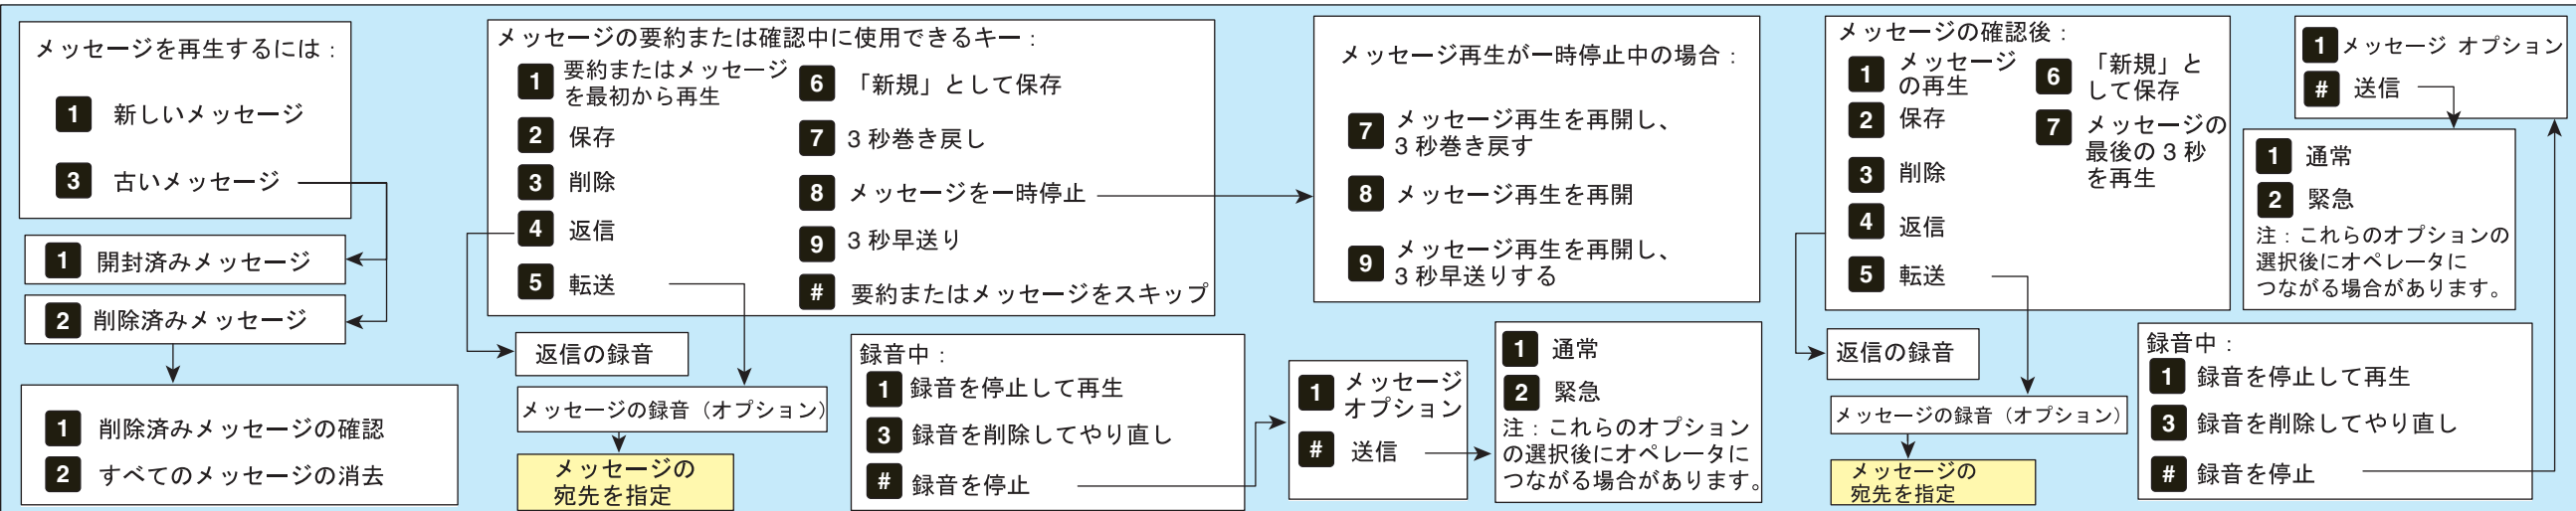 メッセージを再生するには：
1 新しいメッセージ
3 古いメッセージ
1 開封済みメッセージ
2 削除済みメッセージ
1 削除済みメッセージの確認
2 すべてのメッセージの消去
メッセージの要約または確認中に使用できるキー：
1 要約またはメッセージ
を最初から再生
2 保存
3 削除
4 返信
5 転送
6 「新規」として保存
7 3 秒巻き戻し
8 メッセージを一時停止
9 3 秒早送り
# 要約またはメッセージをスキップ
返信の録音
メッセージの録音（オプション）
メッセージの
宛先を指定
メッセージ再生が一時停止中の場合：
7 メッセージ再生を再開し、
3 秒巻き戻す
8 メッセージ再生を再開
9 メッセージ再生を再開し、
3 秒早送りする
録音中：
1 録音を停止して再生
3 録音を削除してやり直し
# 録音を停止
1 メッセージ
オプション
# 送信
1 通常
2 緊急
注：これらのオプション
の選択後にオペレータに
つながる場合があります。
メッセージの確認後：
1 メッセージ
の再生
2 保存
3 削除
4 返信
5 転送
6 「新規」と
して保存
7 メッセージの
最後の 3 秒
を再生
返信の録音
メッセージの録音（オプション）
メッセージの
宛先を指定
録音中：
1 録音を停止して再生
3 録音を削除してやり直し
# 録音を停止
1 メッセージ オプション
# 送信
1 通常
2 緊急
注：これらのオプションの
選択後にオペレータに
つながる場合があります。